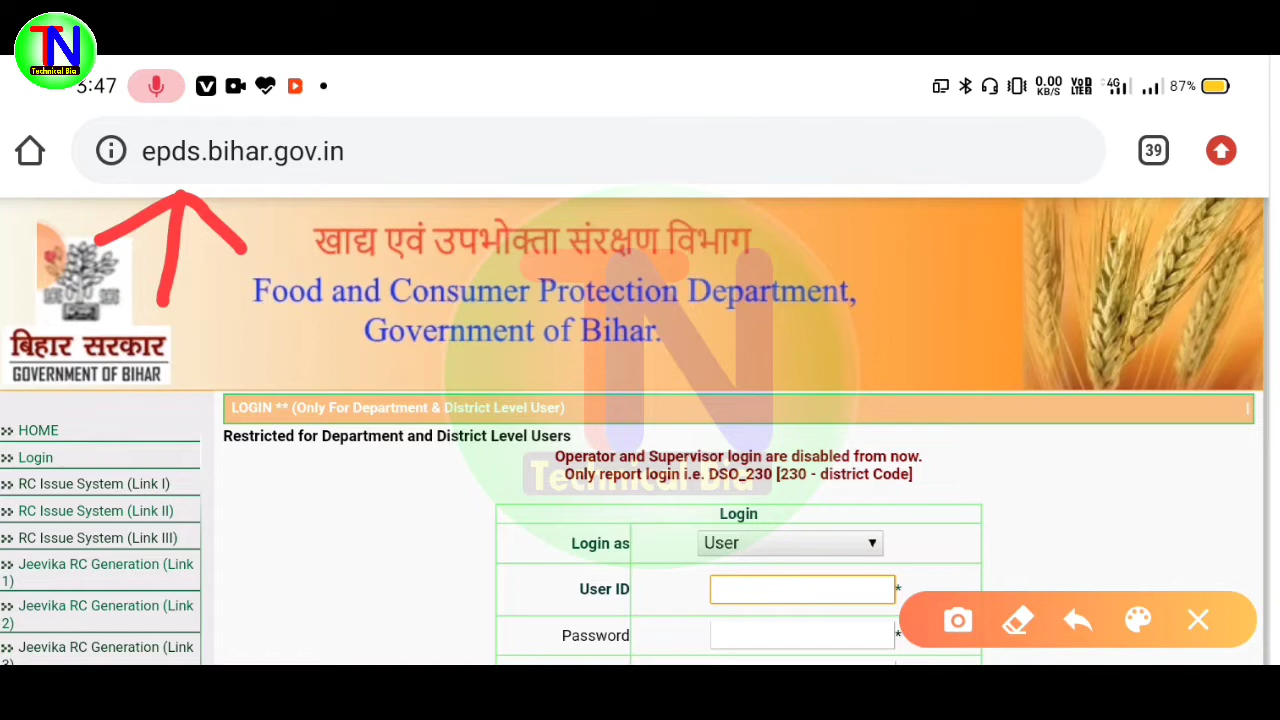 TN
Technical Bia
3:47
0.00 KB/S
VoD LTE
4G
87%
epds.bihar.gov.in
39
खाद्य एवं उपभोक्ता संरक्षण विभाग
Food and Consumer Protection Department,
Government of Bihar.
बिहार सरकार
GOVERNMENT OF BIHAR
LOGIN ** (Only For Department & District Level User)
Restricted for Department and District Level Users
Operator and Supervisor login are disabled from now.
Only report login i.e. DSO_230 [230 - district Code]
TN
Technical Bia
HOME
Login
RC Issue System (Link I)
RC Issue System (Link II)
RC Issue System (Link III)
Jeevika RC Generation (Link
1)
Jeevika RC Generation (Link
2)
Jeevika RC Generation (Link
3)
Login
Login as User
User ID *
Password *